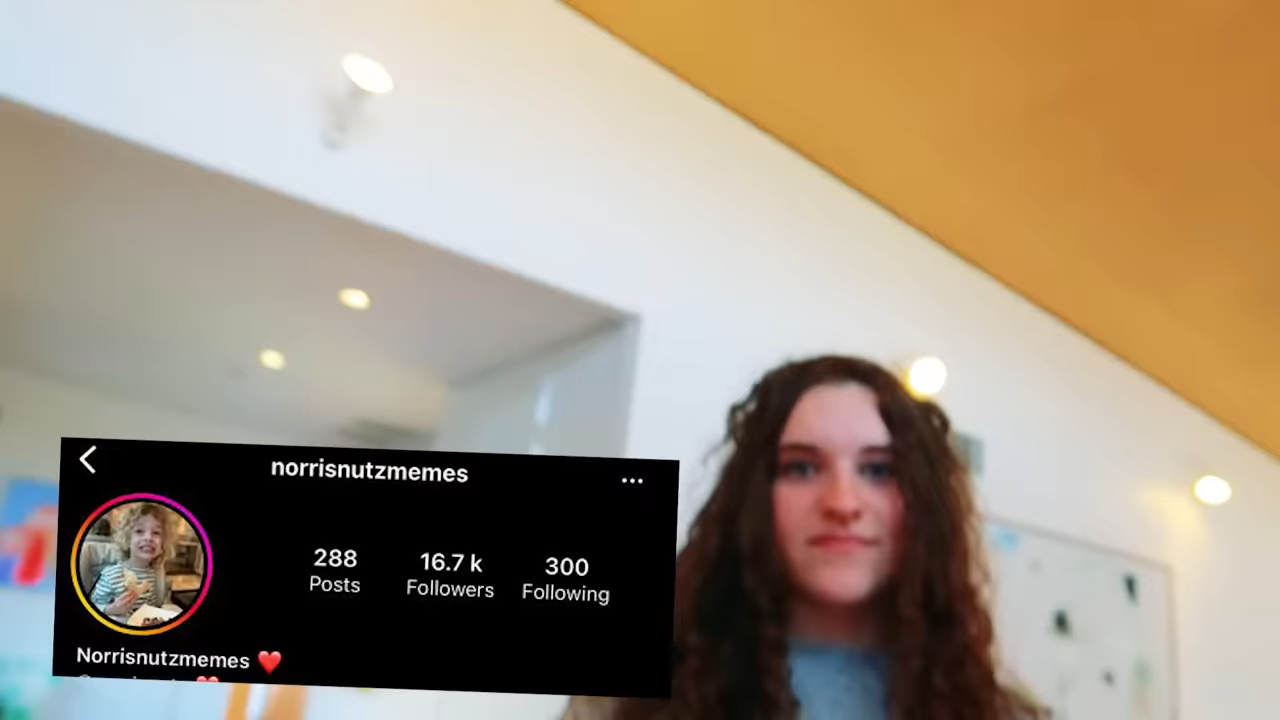 norrisnutzmemes
288 16.7 k 300
Posts Followers Following
Norrisnutzmemes ❤️